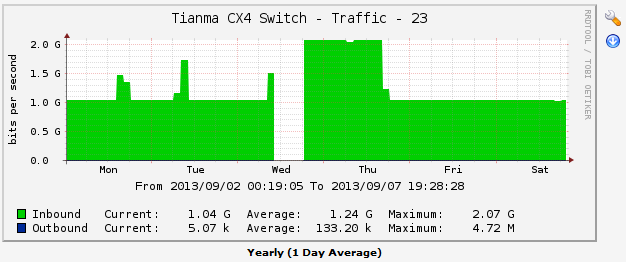 Tianma CX4 Switch - Traffic - 23
RRDTOOL / TOBI OETIKER
bits per second
2.0 G
1.5 G
1.0 G
0.5 G
0.0
Mon Tue Wed Thu Fri Sat
From 2013/09/02 00:19:05 To 2013/09/07 19:28:28
Inbound Current: 1.04 G Average: 1.24 G Maximum: 2.07 G
Outbound Current: 5.07 k Average: 133.20 k Maximum: 4.72 M
Yearly (1 Day Average)